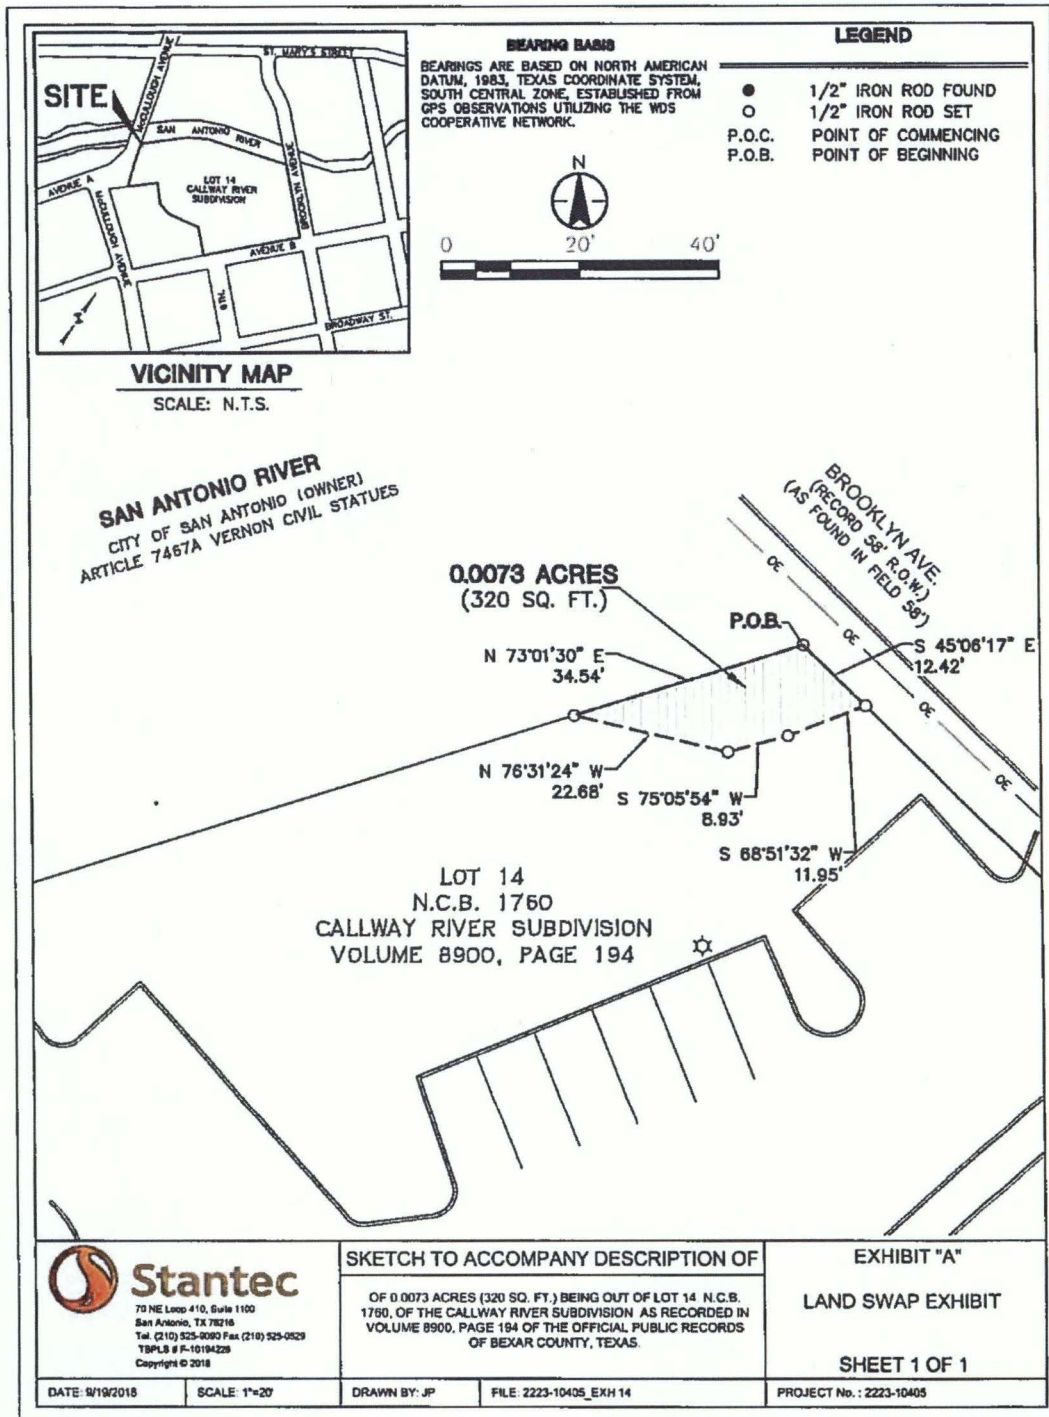 ST. MARY'S STREET
McCULLOUGH AVENUE
SITE
SAN ANTONIO RIVER
BROOKLYN AVENUE
AVENUE A
McCULLOUGH AVENUE
LOT 14
CALLWAY RIVER
SUBDIVISION
AVENUE B
8TH.
BROADWAY ST.
N
VICINITY MAP
SCALE: N.T.S.
BEARING BASIS
BEARINGS ARE BASED ON NORTH AMERICAN
DATUM, 1983, TEXAS COORDINATE SYSTEM,
SOUTH CENTRAL ZONE, ESTABLISHED FROM
GPS OBSERVATIONS UTILIZING THE WDS
COOPERATIVE NETWORK.
LEGEND
1/2" IRON ROD FOUND
1/2" IRON ROD SET
P.O.C. POINT OF COMMENCING
P.O.B. POINT OF BEGINNING
N
0 20' 40'
SAN ANTONIO RIVER
CITY OF SAN ANTONIO (OWNER)
ARTICLE 7467A VERNON CIVIL STATUES
BROOKLYN AVE.
(RECORD 58' R.O.W.)
(AS FOUND IN FIELD 58')
OE
OE
OE
OE
0.0073 ACRES
(320 SQ. FT.)
P.O.B.
N 73°01'30" E
34.54'
S 45°06'17" E
12.42'
N 76°31'24" W
22.68'
S 75°05'54" W
8.93'
S 68°51'32" W
11.95'
LOT 14
N.C.B. 1760
CALLWAY RIVER SUBDIVISION
VOLUME 8900, PAGE 194
Stantec
70 NE Loop 410, Suite 1100
San Antonio, TX 78216
Tel. (210) 525-9090 Fax (210) 525-0529
TBPLS # F-10194228
Copyright © 2018
SKETCH TO ACCOMPANY DESCRIPTION OF
OF 0.0073 ACRES (320 SQ. FT.) BEING OUT OF LOT 14 N.C.B.
1760, OF THE CALLWAY RIVER SUBDIVISION AS RECORDED IN
VOLUME 8900, PAGE 194 OF THE OFFICIAL PUBLIC RECORDS
OF BEXAR COUNTY, TEXAS.
EXHIBIT "A"
LAND SWAP EXHIBIT
SHEET 1 OF 1
DATE: 9/19/2018
SCALE: 1"=20'
DRAWN BY: JP
FILE: 2223-10405_EXH 14
PROJECT No. : 2223-10405